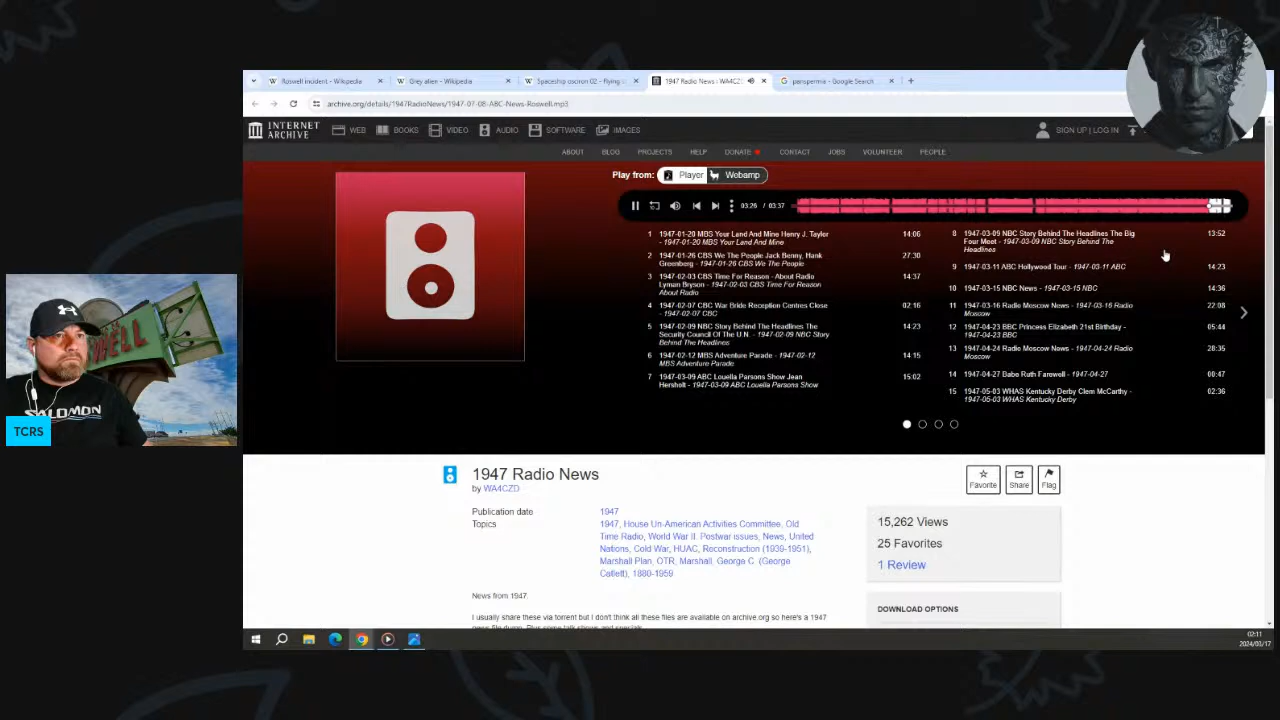 Roswell incident - Wikipedia
Grey alien - Wikipedia
1947 Radio News : WA4CZD
panspermia - Google Search
archive.org/details/1947RadioNews/1947-07-08-ABC-News-Roswell.mp3
INTERNET ARCHIVE
WEB BOOKS VIDEO AUDIO SOFTWARE IMAGES
SIGN UP | LOG IN
ABOUT BLOG PROJECTS HELP DONATE CONTACT JOBS VOLUNTEER PEOPLE
Play from: Player Webamp
03:26 / 03:37
1 1947-01-20 MBS Your Land And Mine Henry J. Taylor 14:06
- 1947-01-20 MBS Your Land and Mine
2 1947-01-26 CBS We The People Jack Benny, Hank 27:30
Greenberg - 1947-01-26 CBS We The People
3 1947-02-03 CBS Time For Reason - About Radio 14:37
Lyman Bryson - 1947-02-03 CBS Time For Reason
About Radio
4 1947-02-07 CBC War Bride Reception Centres Close 02:16
- 1947-02-07 CBC
5 1947-02-09 NBC Story Behind The Headlines The 14:23
Security Council Of The U.N. - 1947-02-09 NBC Story
Behind The Headlines
6 1947-02-12 MBS Adventure Parade - 1947-02-12 14:15
MBS Adventure Parade
7 1947-03-09 ABC Louella Parsons Show Jean 15:02
Hersholt - 1947-03-09 ABC Louella Parsons Show
8 1947-03-09 NBC Story Behind The Headlines The Big 13:52
Four Meet - 1947-03-09 NBC Story Behind The
Headlines
9 1947-03-11 ABC Hollywood Tour - 1947-03-11 ABC 14:23
10 1947-03-15 NBC News - 1947-03-15 NBC 14:36
11 1947-03-16 Radio Moscow News - 1947-03-16 Radio 22:08
Moscow
12 1947-04-23 BBC Princess Elizabeth 21st Birthday - 05:44
1947-04-23 BBC
13 1947-04-24 Radio Moscow News - 1947-04-24 Radio 28:35
Moscow
14 1947-04-27 Babe Ruth Farewell - 1947-04-27 00:47
15 1947-05-03 WHAS Kentucky Derby Clem McCarthy - 02:36
1947-05-03 WHAS Kentucky Derby
WELL
SALOMON
TCRS
1947 Radio News
by WA4CZD
Favorite Share Flag
Publication date 1947
Topics 1947, House Un-American Activities Committee, Old
Time Radio, World War II. Postwar issues, News, United
Nations, Cold War, HUAC, Reconstruction (1939-1951),
Marshall Plan, OTR, Marshall, George C. (George
Catlett), 1880-1959
15,262 Views
25 Favorites
1 Review
DOWNLOAD OPTIONS
News from 1947.
I usually share these via torrent but I don't think all these files are available on archive.org so here's a 1947
02:11
2024/03/17